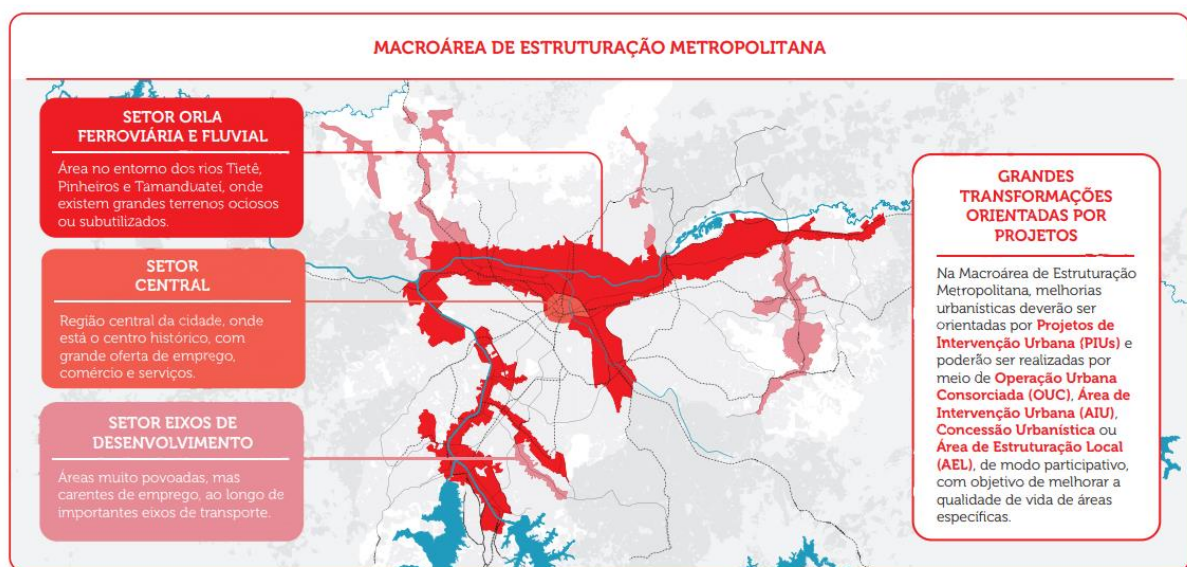 MACROÁREA DE ESTRUTURAÇÃO METROPOLITANA
SETOR ORLA
FERROVIÁRIA E FLUVIAL
Área no entorno dos rios Tietê,
Pinheiros e Tamanduateí, onde
existem grandes terrenos ociosos
ou subutilizados.
SETOR
CENTRAL
Região central da cidade, onde
está o centro histórico, com
grande oferta de emprego,
comércio e serviços.
SETOR EIXOS DE
DESENVOLVIMENTO
Áreas muito povoadas, mas
carentes de emprego, ao longo de
importantes eixos de transporte.
GRANDES
TRANSFORMAÇÕES
ORIENTADAS POR
PROJETOS
Na Macroárea de Estruturação
Metropolitana, melhorias
urbanísticas deverão ser
orientadas por Projetos de
Intervenção Urbana (PIUs) e
poderão ser realizadas por
meio de Operação Urbana
Consorciada (OUC), Área de
Intervenção Urbana (AIU),
Concessão Urbanística ou
Área de Estruturação Local
(AEL), de modo participativo,
com objetivo de melhorar a
qualidade de vida de áreas
específicas.